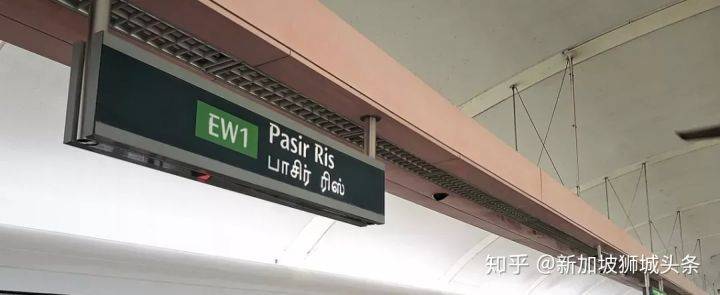 EW1
Pasir Ris
பாசிர் ரிஸ்
知乎 @新加坡狮城头条